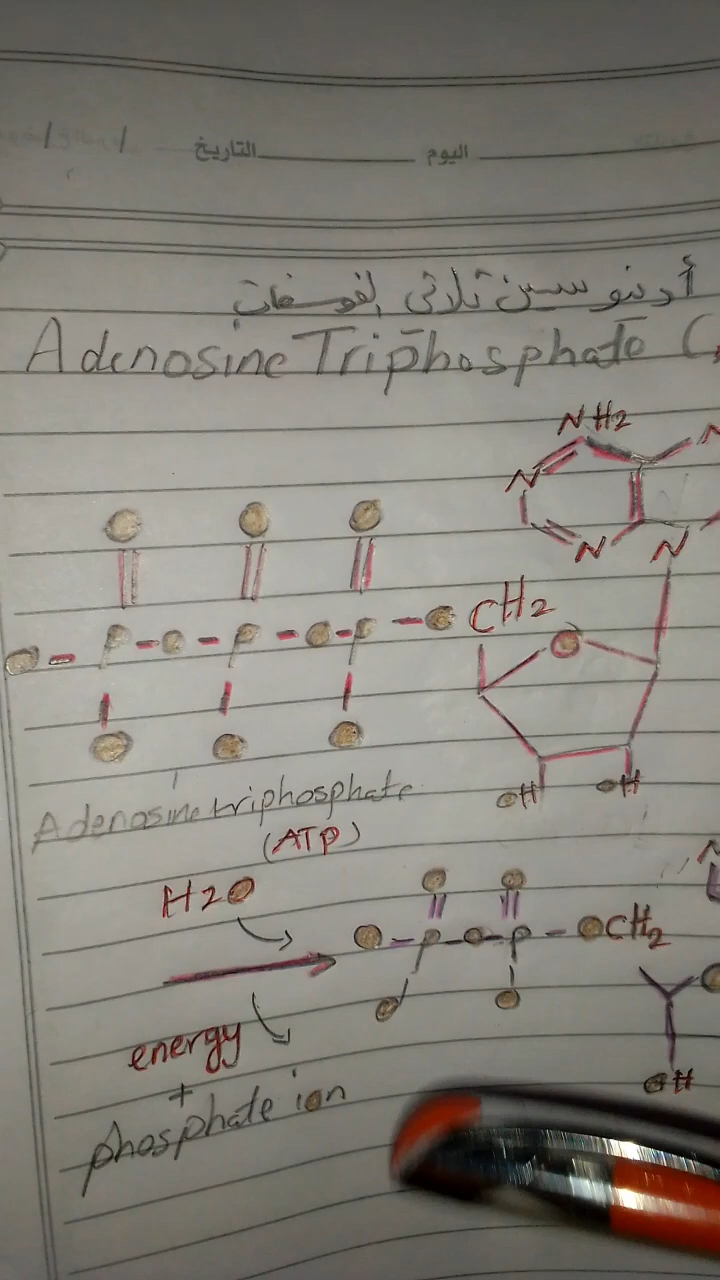 اليوم التاريخ / /
أدينوسين ثلاثي الفوسفات
Adenosine Triphosphate (
NH2
N N
N N
CH2
O P O P O P O
OH OH
Adenosine triphosphate
(ATP)
H2O
O P O P OCH2
energy
+
phosphate ion
OH